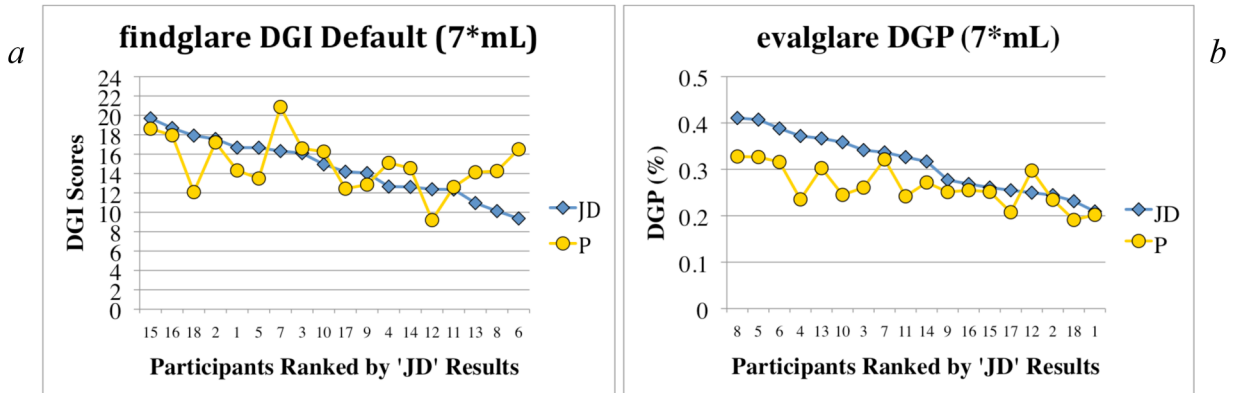 a
findglare DGI Default (7*mL)
24
22
20
18
16
14
12
10
8
6
4
2
0
DGI Scores
15 16 18 2 1 5 7 3 10 17 9 4 14 12 11 13 8 6
Participants Ranked by 'JD' Results
JD
P
evalglare DGP (7*mL)
0.5
0.4
0.3
0.2
0.1
0
DGP (%)
8 5 6 4 13 10 3 7 11 14 9 16 15 17 12 2 18 1
Participants Ranked by 'JD' Results
JD
P
b